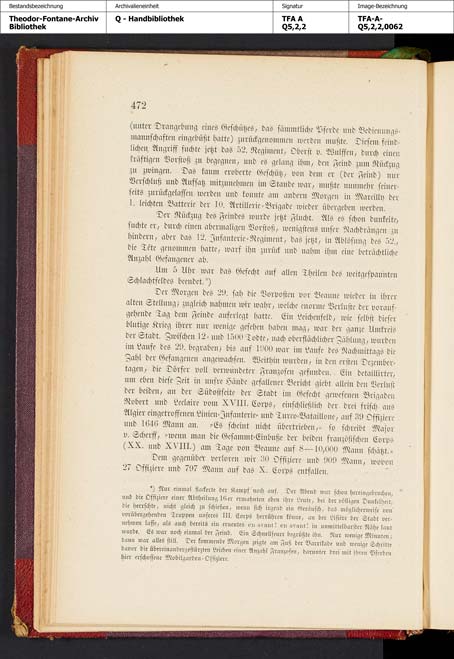 Bestandsbezeichnung
Theodor-Fontane-Archiv
Bibliothek
Archivalieneinheit
Q - Handbibliothek
Signatur
TFA A
Q5,2,2
Image-Bezeichnung
TFA-A-
Q5,2,2,0062
472
(unter Drangebung eines Geschützes, das sämmtliche Pferde und Bedienungs-
mannschaften eingebüßt hatte) zurückgenommen werden mußte. Diesem feind-
lichen Angriff suchte jetzt das 52. Regiment, Oberst v. Wulffen, durch einen
kräftigen Vorstoß zu begegnen, und es gelang ihm, den Feind zum Rückzug
zu zwingen. Das kaum eroberte Geschütz, von dem er (der Feind) nur
Verschluß und Aufsatz mitzunehmen im Stande war, mußte nunmehr seiner-
seits zurückgelassen werden und konnte am andern Morgen in Mareilly der
1. leichten Batterie der 10. Artillerie-Brigade wieder übergeben werden.
Der Rückzug des Feindes wurde jetzt Flucht. Als es schon dunkelte,
suchte er, durch einen abermaligen Vorstoß, wenigstens unser Nachdrängen zu
hindern, aber das 12. Infanterie-Regiment, das jetzt, in Ablösung des 52.,
die Tête genommen hatte, warf ihn zurück und nahm ihm eine beträchtliche
Anzahl Gefangener ab.
Um 5 Uhr war das Gefecht auf allen Theilen des weitgespannten
Schlachtfeldes beendet.*)
Der Morgen des 29. sah die Vorposten vor Beaune wieder in ihrer
alten Stellung; zugleich nahmen wir wahr, welche enorme Verluste der voraus-
gehende Tag dem Feinde auferlegt hatte. Ein Leichenfeld, wie selbst dieser
blutige Krieg ihrer nur wenige gesehen haben mag, war der ganze Umkreis
der Stadt. Zwischen 12- und 1500 Todte, nach oberflächlicher Zählung, wurden
im Laufe des 29. begraben; bis auf 1900 war im Laufe des Nachmittags die
Zahl der Gefangenen angewachsen. Weithin wurden, in den ersten Dezember-
tagen, die Dörfer voll verwundeter Franzosen gefunden. Ein detaillirter,
um eben diese Zeit in unsre Hände gefallener Bericht giebt allein den Verlust
der beiden, an der Südostseite der Stadt im Gefecht gewesenen Brigaden
Robert und Leclaire vom XVIII. Corps, einschließlich der drei frisch aus
Algier eingetroffenen Linien-Infanterie- und Turco-Bataillone, auf 39 Offiziere
und 1646 Mann an. »Es scheint nicht übertrieben,« so schreibt Major
v. Scherff, »wenn man die Gesammt-Einbuße der beiden französischen Corps
(XX. und XVIII.) am Tage von Beaune auf 8—10,000 Mann schätzt.«
Dem gegenüber verloren wir 30 Offiziere und 909 Mann, wovon
27 Offiziere und 797 Mann auf das X. Corps entfallen.
*) Nur einmal flackerte der Kampf noch auf. Der Abend war schon hereingebrochen,
und die Offiziere einer Abtheilung 16er ermahnten eben ihre Leute, bei der völligen Dunkelheit,
die herrschte, nicht gleich zu schießen, wenn sich irgend ein Geräusch, das möglicherweise von
vorübergehenden Truppen unseres III. Corps herrühren könne, an der Lisière der Stadt ver-
nehmen lasse, als auch bereits ein erneutes en avant! en avant! in unmittelbarster Nähe laut
wurde. Es war noch einmal der Feind. Ein Schnellfeuer begrüßte ihn. Nur wenige Minuten;
dann war alles still. Der kommende Morgen zeigte am Fuß der Barrikade und wenige Schritte
davor die übereinandergestürzten Leichen einer Anzahl Franzosen, darunter drei mit ihren Pferden
hier erschossene Mobilgarden-Offiziere.